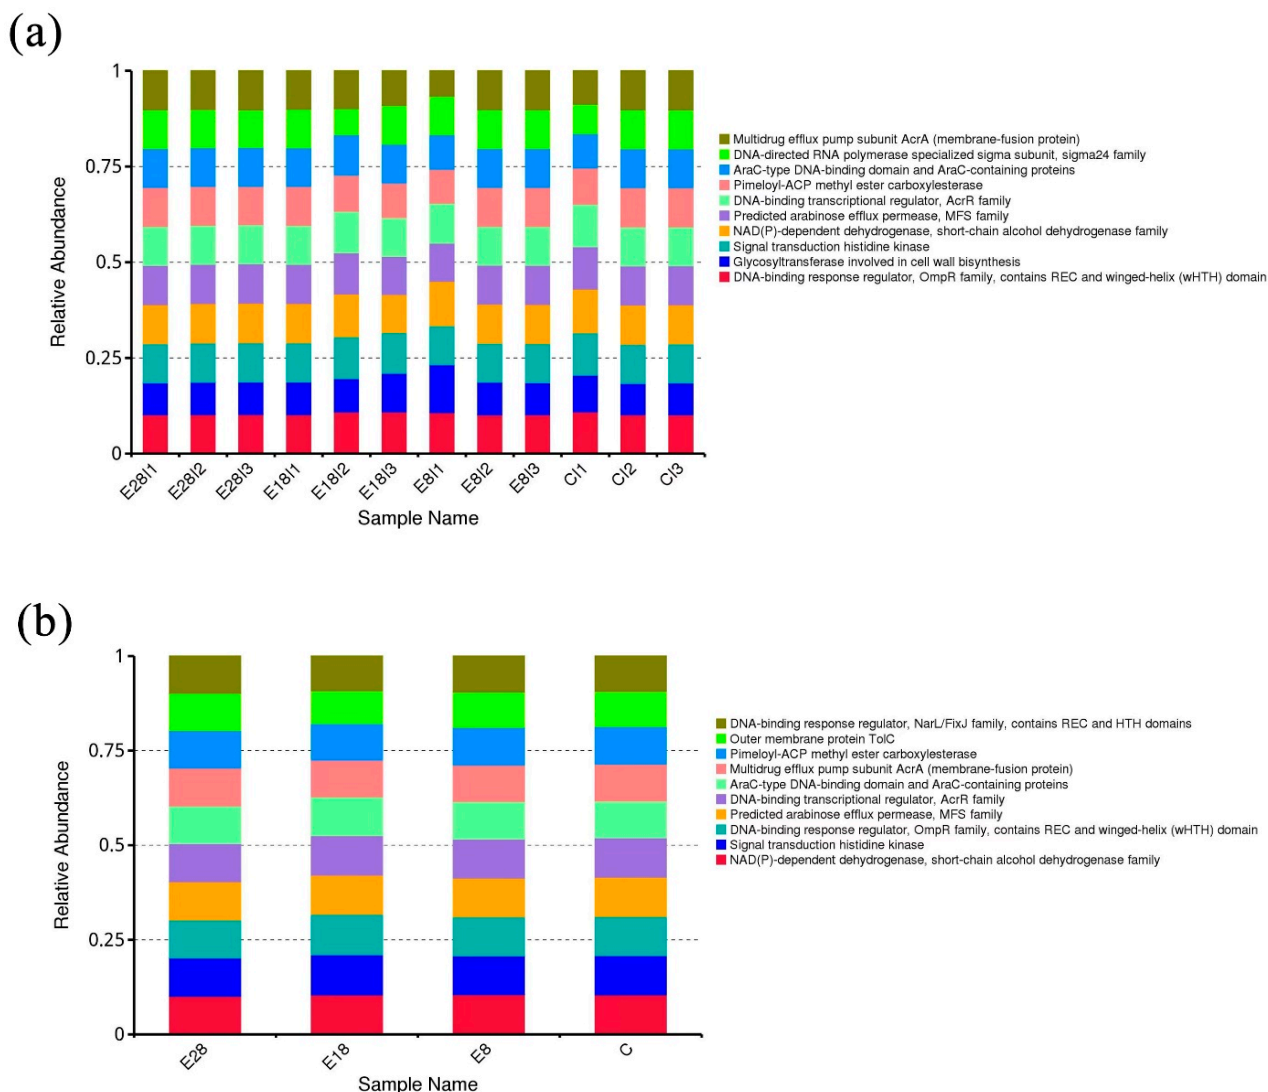 (a)
1
0.75
0.5
0.25
0
Relative Abundance
E28I1 E28I2 E28I3 E18I1 E18I2 E18I3 E8I1 E8I2 E8I3 CI1 CI2 CI3
Sample Name
Multidrug efflux pump subunit AcrA (membrane-fusion protein)
DNA-directed RNA polymerase specialized sigma subunit, sigma24 family
AraC-type DNA-binding domain and AraC-containing proteins
Pimeloyl-ACP methyl ester carboxylesterase
DNA-binding transcriptional regulator, AcrR family
Predicted arabinose efflux permease, MFS family
NAD(P)-dependent dehydrogenase, short-chain alcohol dehydrogenase family
Signal transduction histidine kinase
Glycosyltransferase involved in cell wall bisynthesis
DNA-binding response regulator, OmpR family, contains REC and winged-helix (wHTH) domain
(b)
1
0.75
0.5
0.25
0
Relative Abundance
E28 E18 E8 C
Sample Name
DNA-binding response regulator, NarL/FixJ family, contains REC and HTH domains
Outer membrane protein TolC
Pimeloyl-ACP methyl ester carboxylesterase
Multidrug efflux pump subunit AcrA (membrane-fusion protein)
AraC-type DNA-binding domain and AraC-containing proteins
DNA-binding transcriptional regulator, AcrR family
Predicted arabinose efflux permease, MFS family
DNA-binding response regulator, OmpR family, contains REC and winged-helix (wHTH) domain
Signal transduction histidine kinase
NAD(P)-dependent dehydrogenase, short-chain alcohol dehydrogenase family